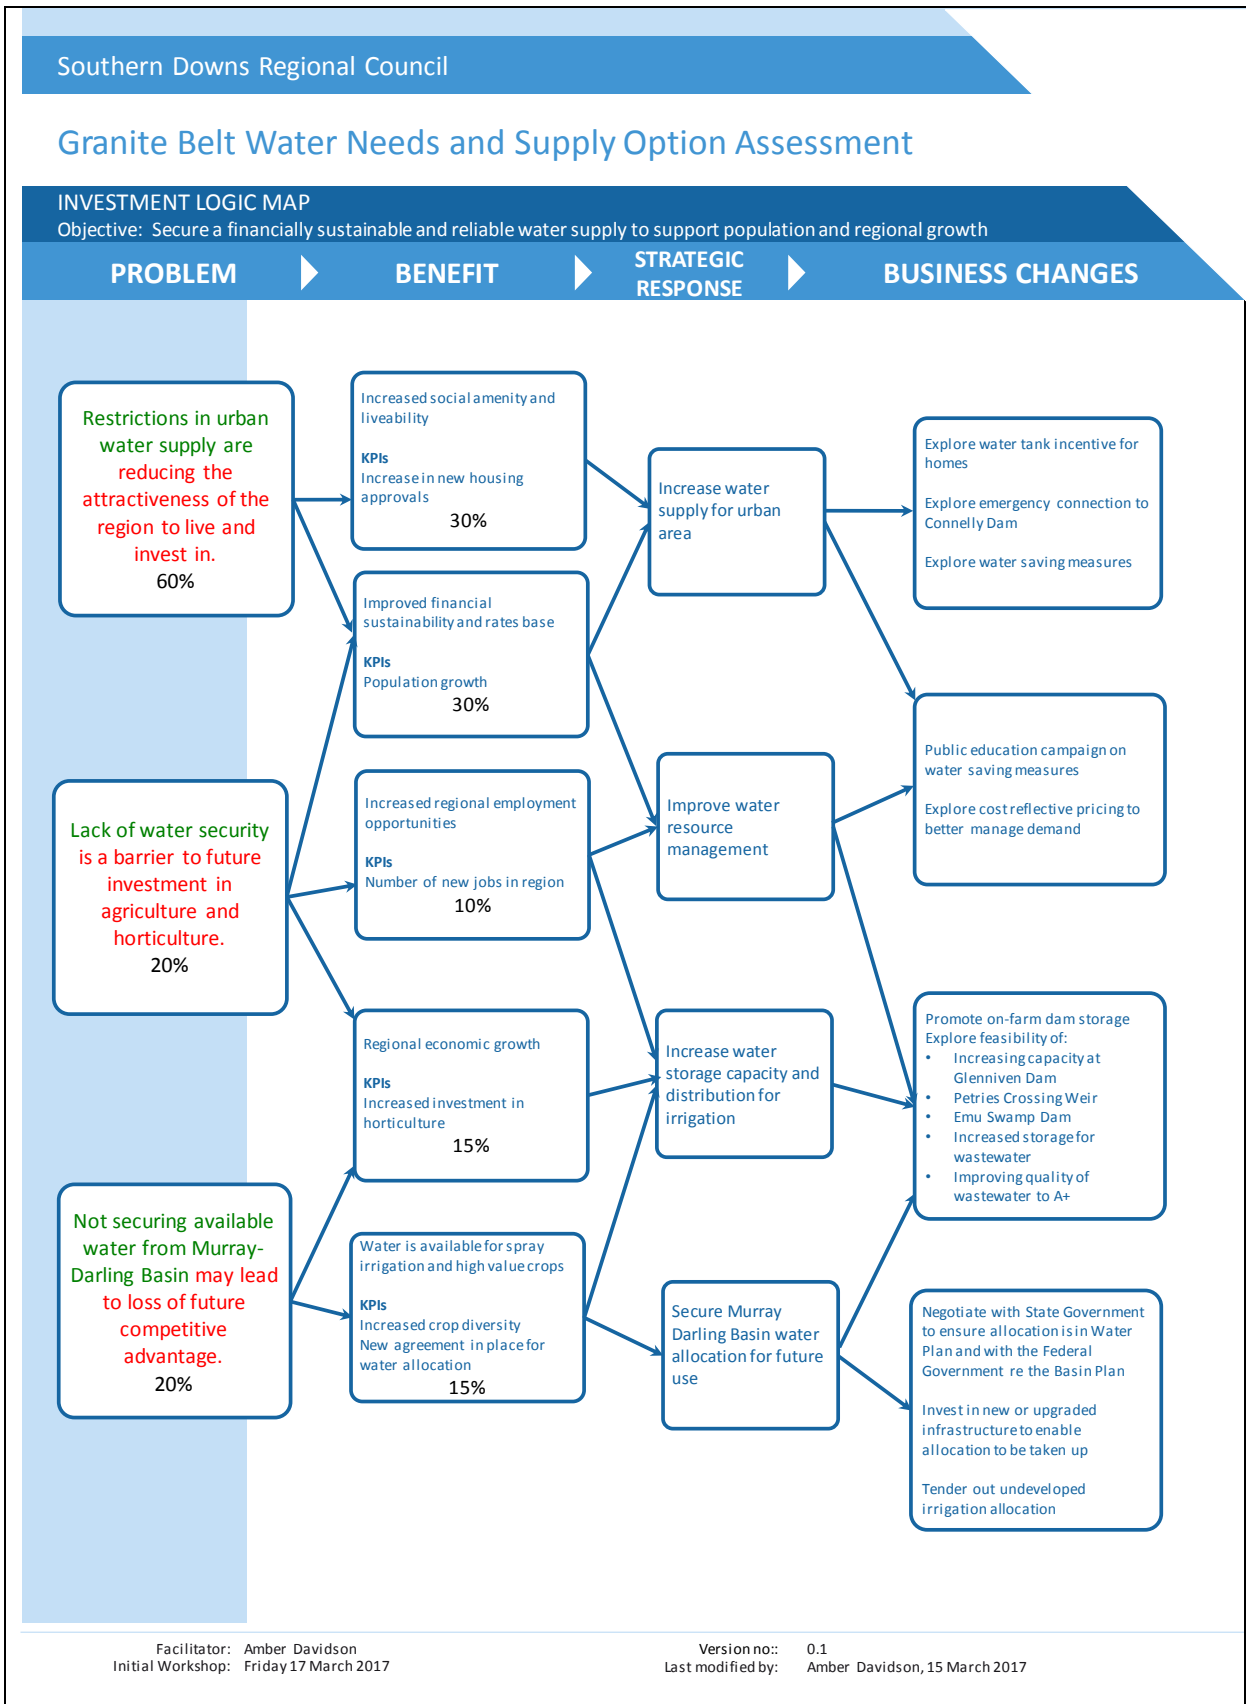 Southern Downs Regional Council
Granite Belt Water Needs and Supply Option Assessment
INVESTMENT LOGIC MAP
Objective: Secure a financially sustainable and reliable water supply to support population and regional growth
PROBLEM
BENEFIT
STRATEGIC
RESPONSE
BUSINESS CHANGES
Restrictions in urban
water supply are
reducing the
attractiveness of the
region to live and
invest in.
60%
Lack of water security
is a barrier to future
investment in
agriculture and
horticulture.
20%
Not securing available
water from Murray-
Darling Basin may lead
to loss of future
competitive
advantage.
20%
Increased social amenity and
liveability
KPIs
Increase in new housing
approvals
30%
Improved financial
sustainability and rates base
KPIs
Population growth
30%
Increased regional employment
opportunities
KPIs
Number of new jobs in region
10%
Regional economic growth
KPIs
Increased investment in
horticulture
15%
Water is available for spray
irrigation and high value crops
KPIs
Increased crop diversity
New agreement in place for
water allocation
15%
Increase water
supply for urban
area
Improve water
resource
management
Increase water
storage capacity and
distribution for
irrigation
Secure Murray
Darling Basin water
allocation for future
use
Explore water tank incentive for
homes
Explore emergency connection to
Connelly Dam
Explore water saving measures
Public education campaign on
water saving measures
Explore cost reflective pricing to
better manage demand
Promote on-farm dam storage
Explore feasibility of:
• Increasing capacity at
Glenniven Dam
• Petries Crossing Weir
• Emu Swamp Dam
• Increased storage for
wastewater
• Improving quality of
wastewater to A+
Negotiate with State Government
to ensure allocation is in Water
Plan and with the Federal
Government re the Basin Plan
Invest in new or upgraded
infrastructure to enable
allocation to be taken up
Tender out undeveloped
irrigation allocation
Facilitator: Amber Davidson
Initial Workshop: Friday 17 March 2017
Version no:: 0.1
Last modified by: Amber Davidson, 15 March 2017